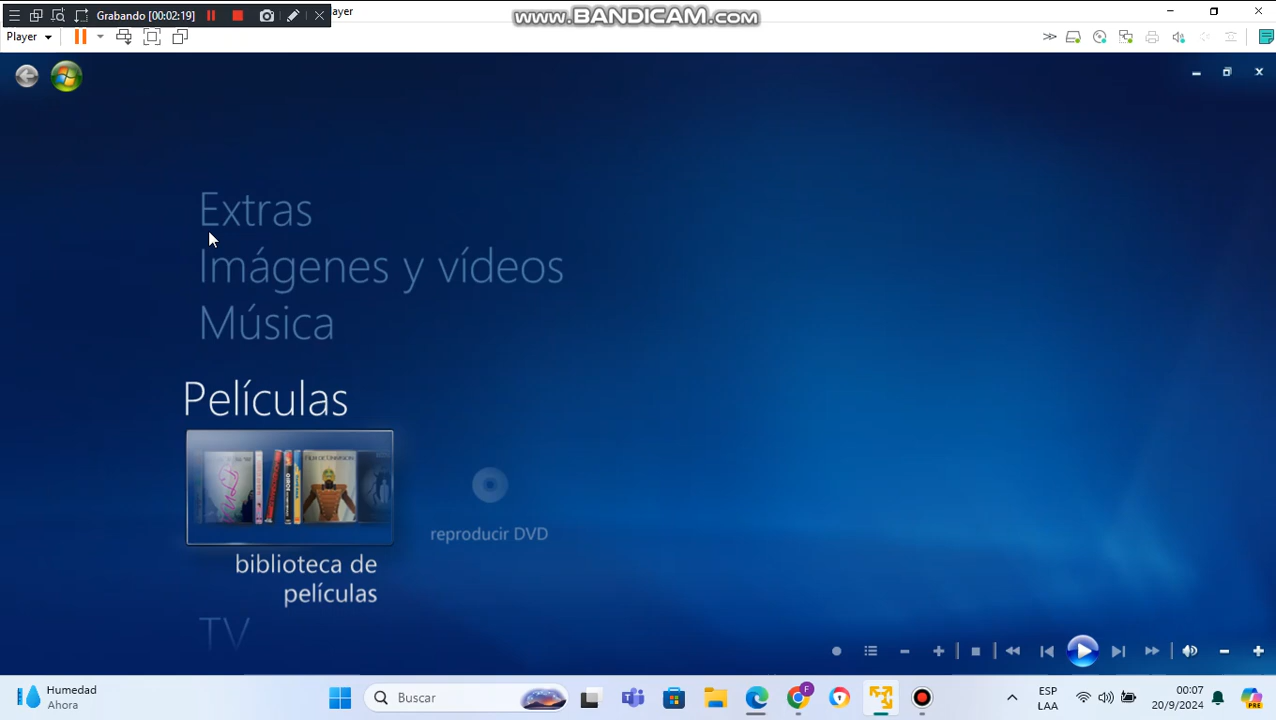 Grabando [00:02:19]
ayer
www.BANDICAM.com
Player
Extras
Imágenes y vídeos
Música
Películas
reproducir DVD
biblioteca de
películas
TV
Humedad
Ahora
Buscar
F
ESP
LAA
00:07
20/9/2024
PRE